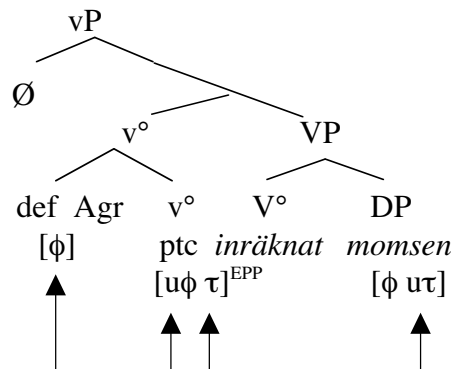 vP
Ø
v° VP
def Agr v° V° DP
[ϕ] ptc inräknat momsen
[uϕ τ]EPP [ϕ uτ]